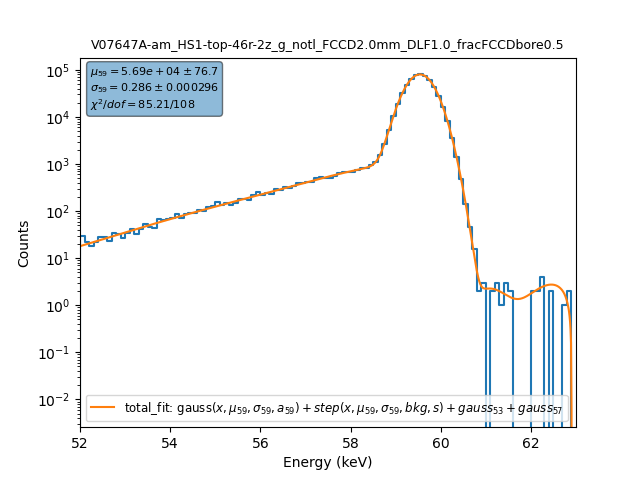 V07647A-am_HS1-top-46r-2z_g_notl_FCCD2.0mm_DLF1.0_fracFCCDbore0.5
μ₅₉ = 5.69e + 04 ± 76.7
σ₅₉ = 0.286 ± 0.000296
χ²/dof = 85.21/108
10⁵
10⁴
10³
10²
10¹
10⁰
10⁻¹
10⁻²
Counts
total_fit: gauss(x, μ₅₉, σ₅₉, a₅₉) + step(x, μ₅₉, σ₅₉, bkg, s) + gauss₅₃ + gauss₅₇
52 54 56 58 60 62
Energy (keV)